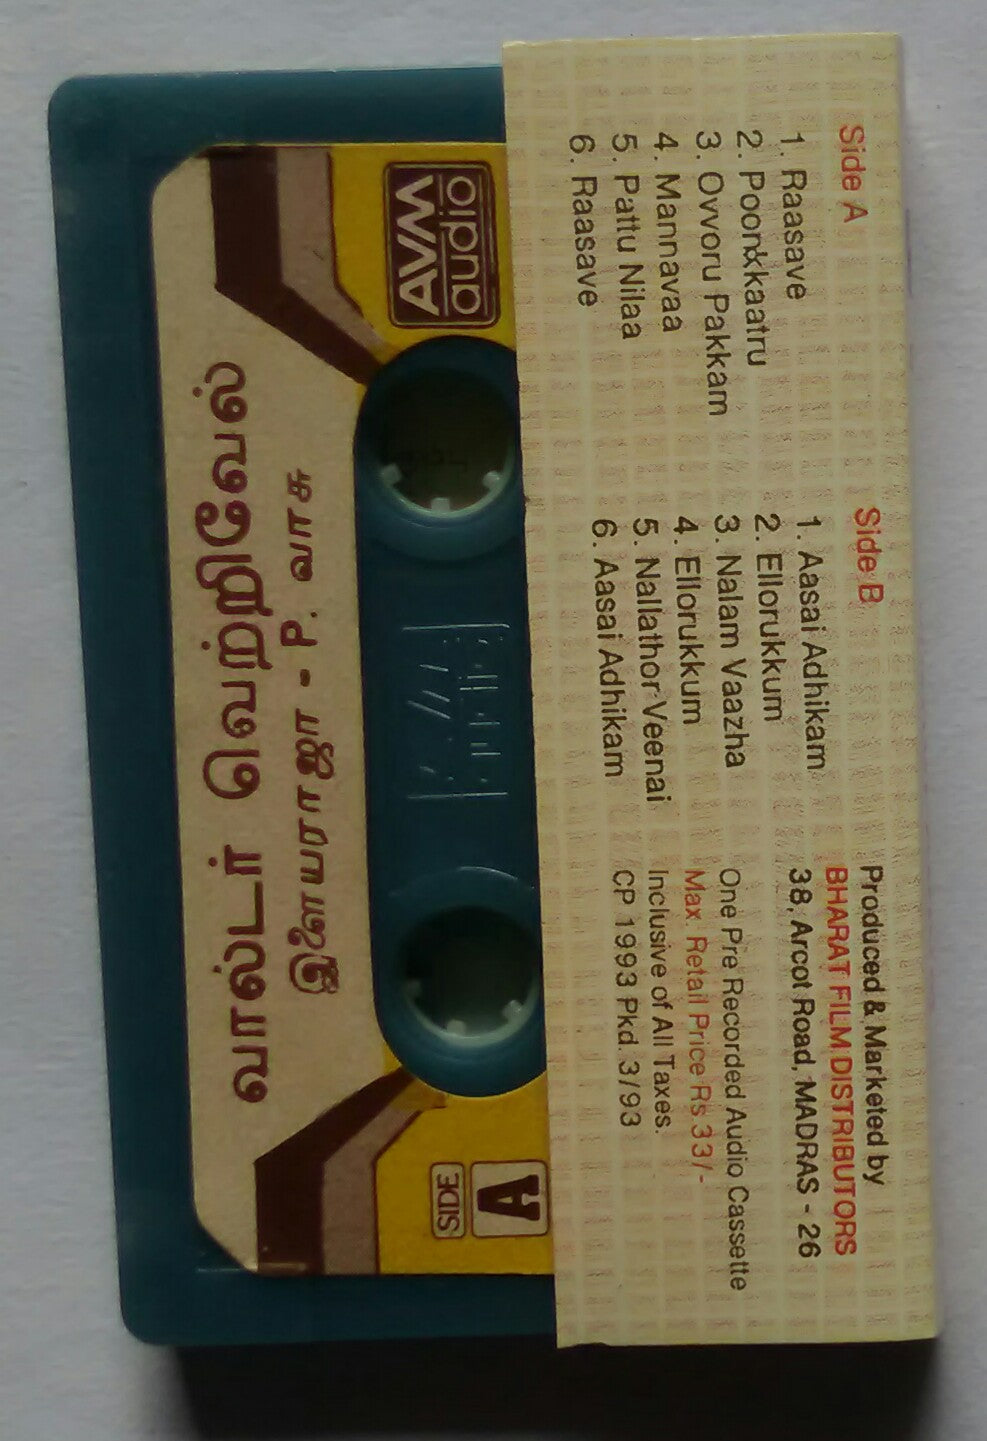 Side A
1. Raasave
2. Poonkkaatru
3. Ovvoru Pakkam
4. Mannavaa
5. Pattu Nilaa
6. Raasave
Side B
1. Aasai Adhikam
2. Ellorukkum
3. Nalam Vaazha
4. Ellorukkum
5. Nallathor Veenai
6. Aasai Adhikam
Produced & Marketed by
BHARAT FILM DISTRIBUTORS
38, Arcot Road, MADRAS - 26
One Pre Recorded Audio Cassette
Max. Retail Price Rs.33/-
Inclusive of All Taxes.
CP 1993 Pkd. 3/93
AVM
audio
வால்டர் வெற்றிவேல்
இளையராஜா - P. வாசு
A
SIDE